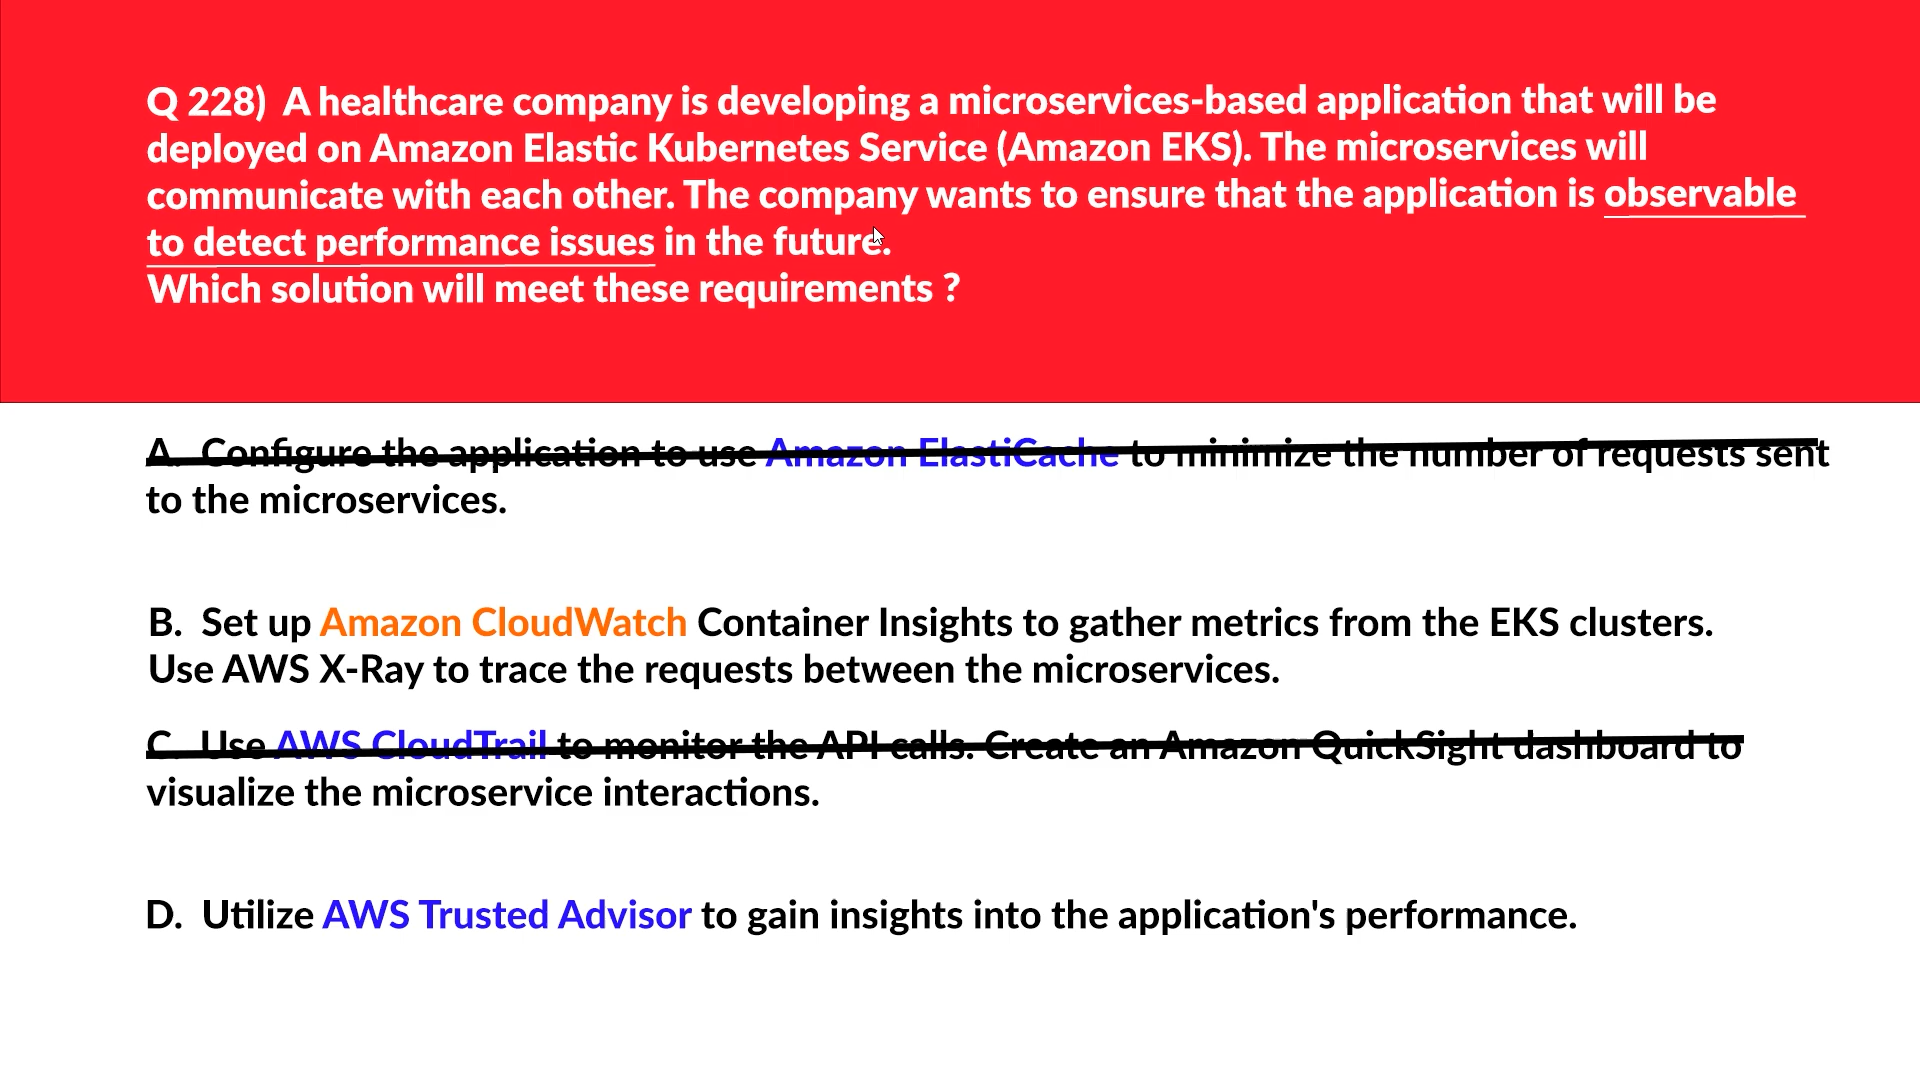 Q 228) A healthcare company is developing a microservices-based application that will be
deployed on Amazon Elastic Kubernetes Service (Amazon EKS). The microservices will
communicate with each other. The company wants to ensure that the application is observable
to detect performance issues in the future.
Which solution will meet these requirements ?
A. Configure the application to use Amazon ElastiCache to minimize the number of requests sent
to the microservices.
B. Set up Amazon CloudWatch Container Insights to gather metrics from the EKS clusters.
Use AWS X-Ray to trace the requests between the microservices.
C. Use AWS CloudTrail to monitor the API calls. Create an Amazon QuickSight dashboard to
visualize the microservice interactions.
D. Utilize AWS Trusted Advisor to gain insights into the application's performance.